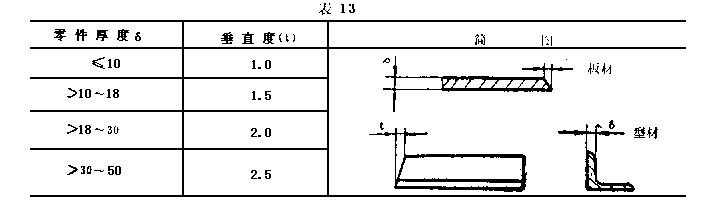 表 13
零件厚度δ 垂直度(t) 简 图
≤10 1.0
>10~18 1.5
>18~30 2.0
>30~50 2.5
δ 板材
t δ 型材